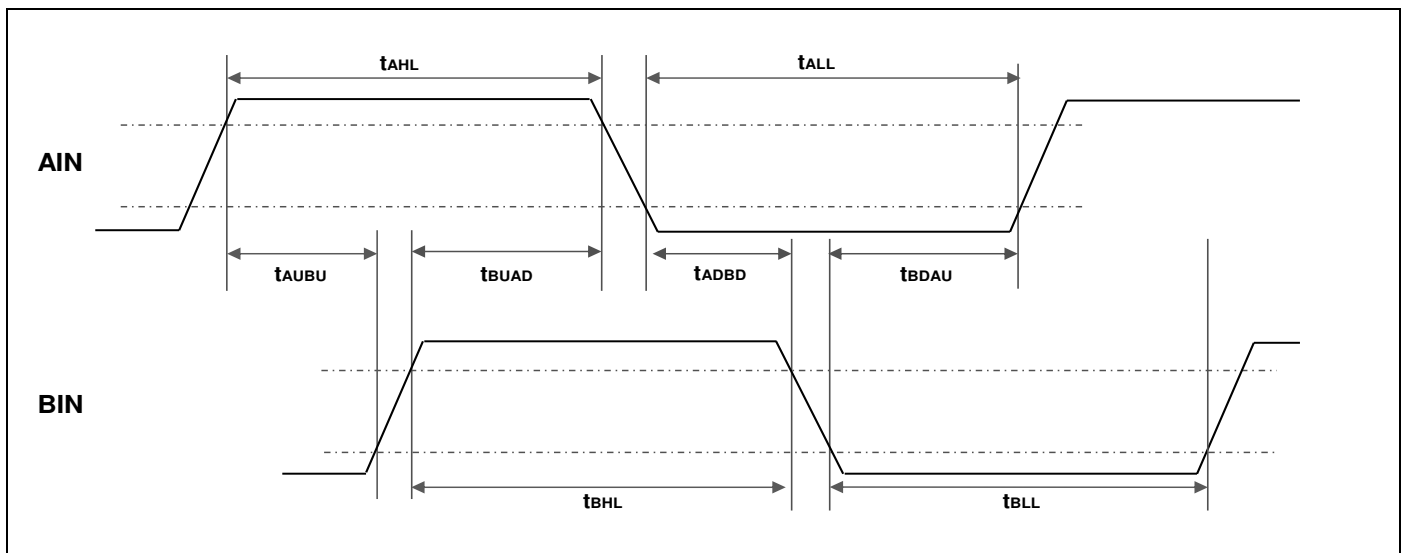 tAHL
tALL
AIN
tAUBU
tBUAD
tADBD
tBDAU
BIN
tBHL
tBLL